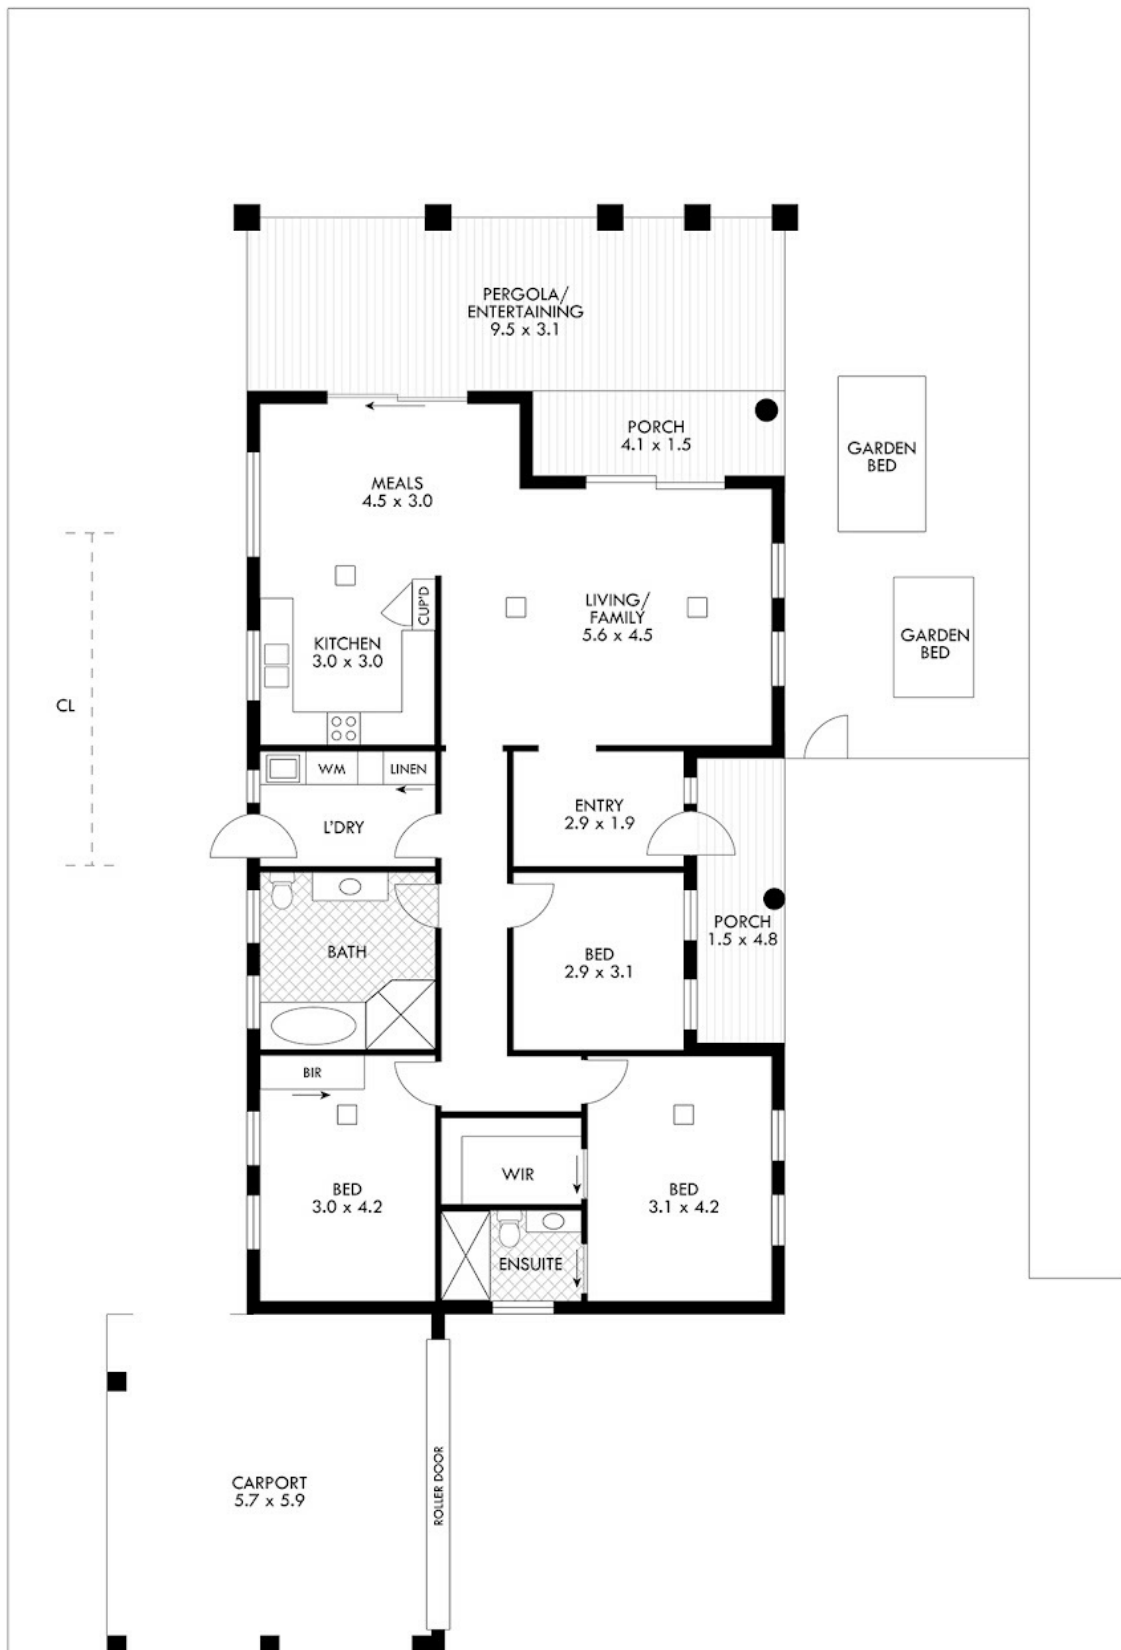 PERGOLA/
ENTERTAINING
9.5 x 3.1
PORCH
4.1 x 1.5
GARDEN
BED
MEALS
4.5 x 3.0
CUP'D
LIVING/
FAMILY
5.6 x 4.5
GARDEN
BED
KITCHEN
3.0 x 3.0
CL
WM
LINEN
L'DRY
ENTRY
2.9 x 1.9
BATH
BED
2.9 x 3.1
PORCH
1.5 x 4.8
BIR
BED
3.0 x 4.2
WIR
BED
3.1 x 4.2
ENSUITE
CARPORT
5.7 x 5.9
ROLLER DOOR